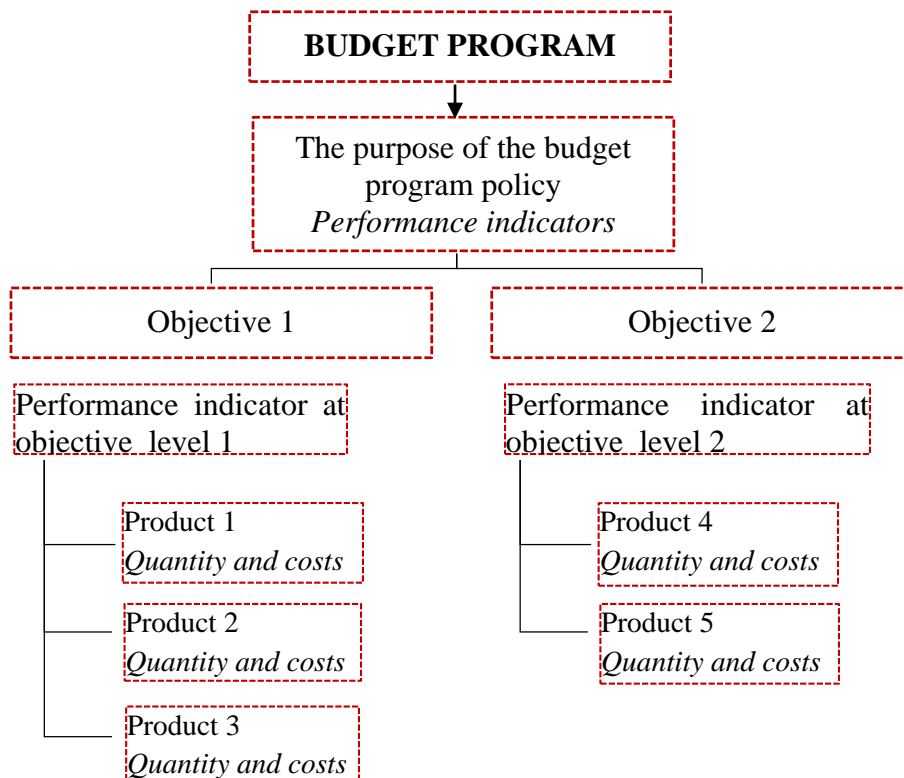 BUDGET PROGRAM
The purpose of the budget
program policy
Performance indicators
Objective 1
Objective 2
Performance indicator at
objective level 1
Performance indicator at
objective level 2
Product 1
Quantity and costs
Product 2
Quantity and costs
Product 3
Quantity and costs
Product 4
Quantity and costs
Product 5
Quantity and costs